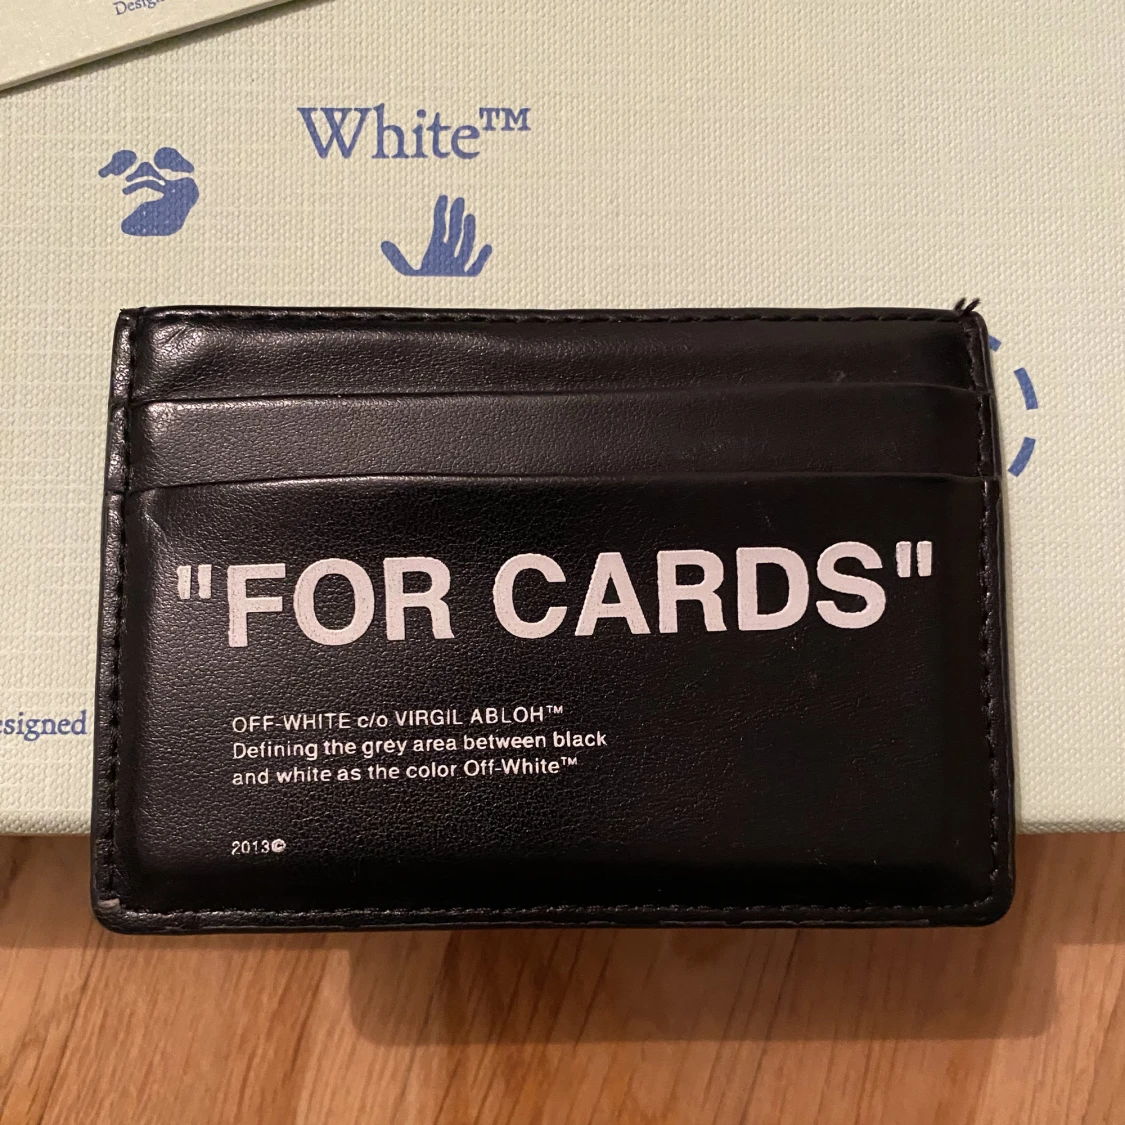 White™
"FOR CARDS"
OFF-WHITE c/o VIRGIL ABLOH™
Defining the grey area between black
and white as the color Off-White™
2013©
esigned